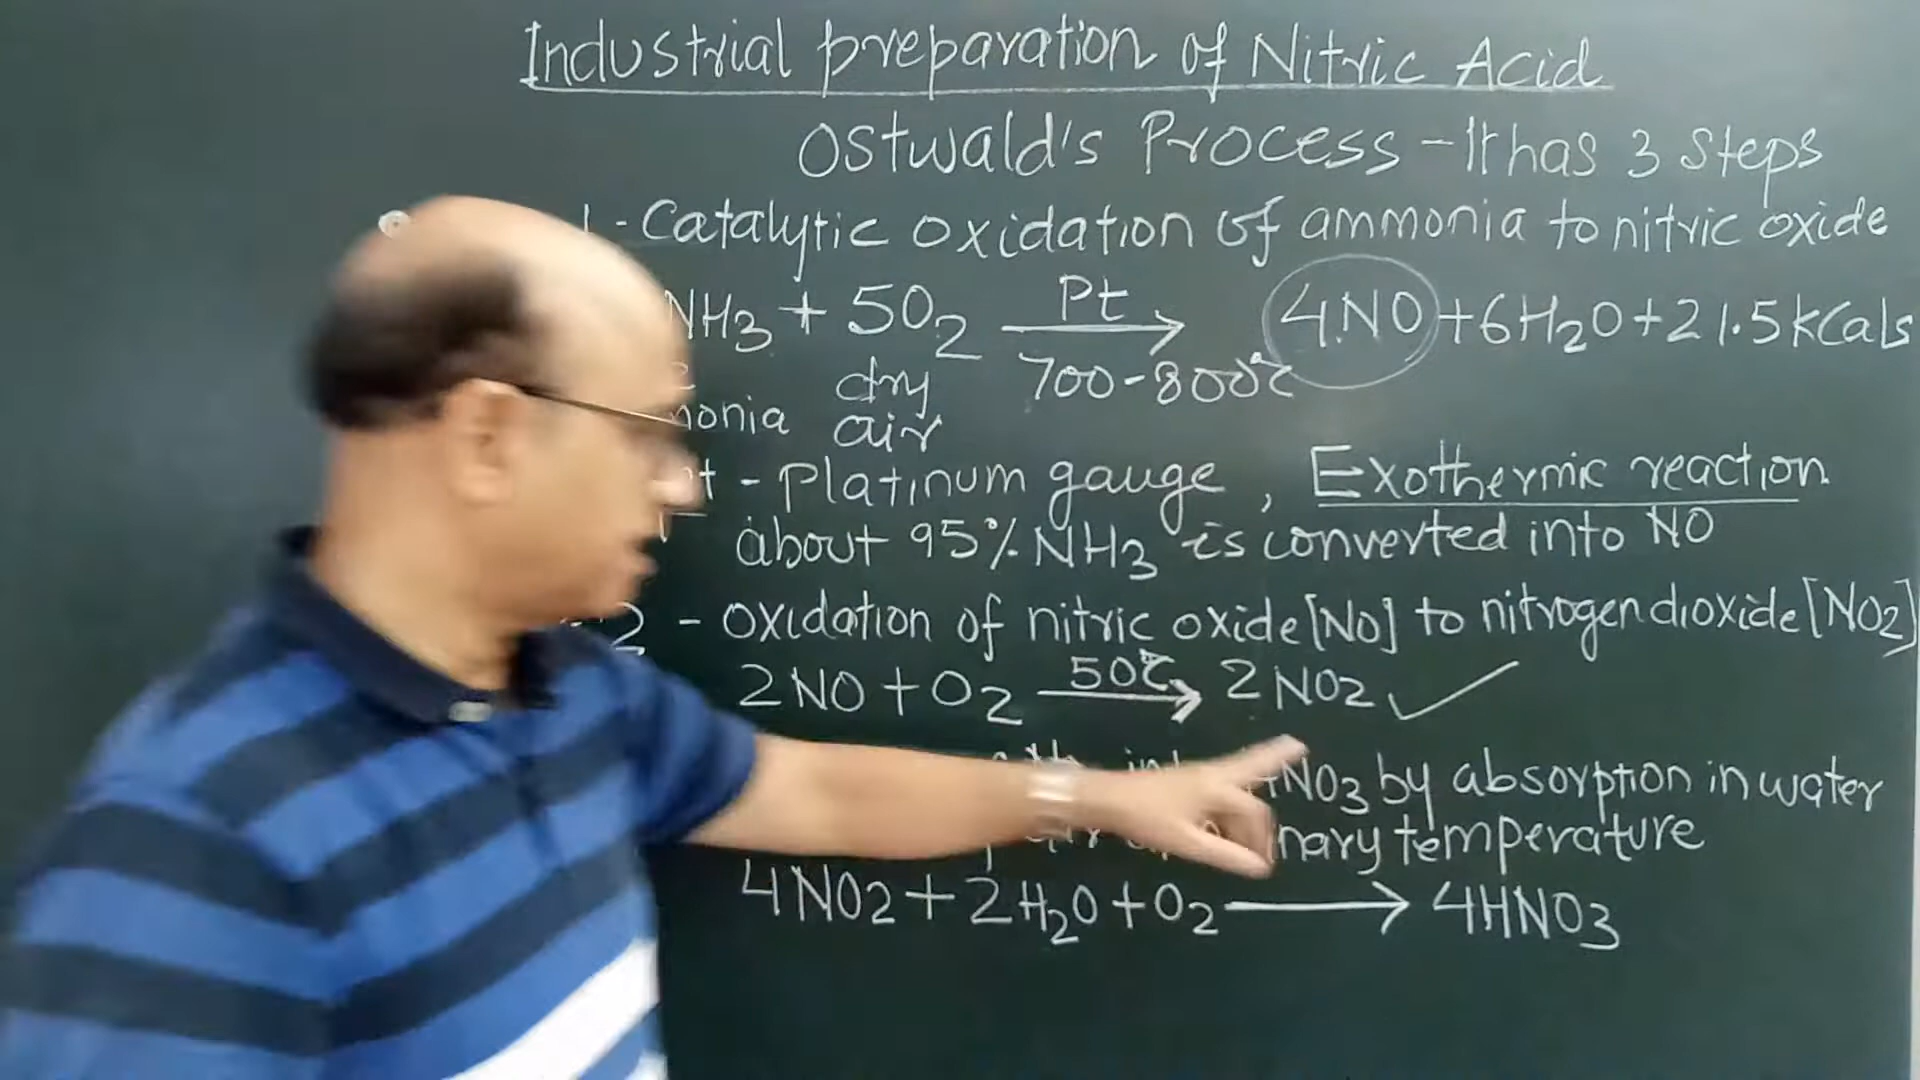 Industrial preparation of Nitric Acid
Ostwald's Process - It has 3 steps
1 - Catalytic oxidation of ammonia to nitric oxide
NH3 + 5O2 Pt 700-800°C → 4NO + 6H2O + 21.5 kCals
dry
air
- Platinum gauge, Exothermic reaction
about 95% NH3 is converted into NO
2 - oxidation of nitric oxide [NO] to nitrogen dioxide [NO2]
2NO + O2 50°C → 2NO2 ✓
NO3 by absorption in water
temperature
4NO2 + 2H2O + O2 → 4HNO3